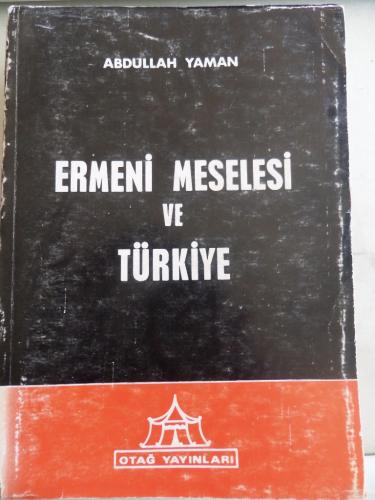 ABDULLAH YAMAN
ERMENİ MESELESİ
VE
TÜRKİYE
OTAĞ YAYINLARI